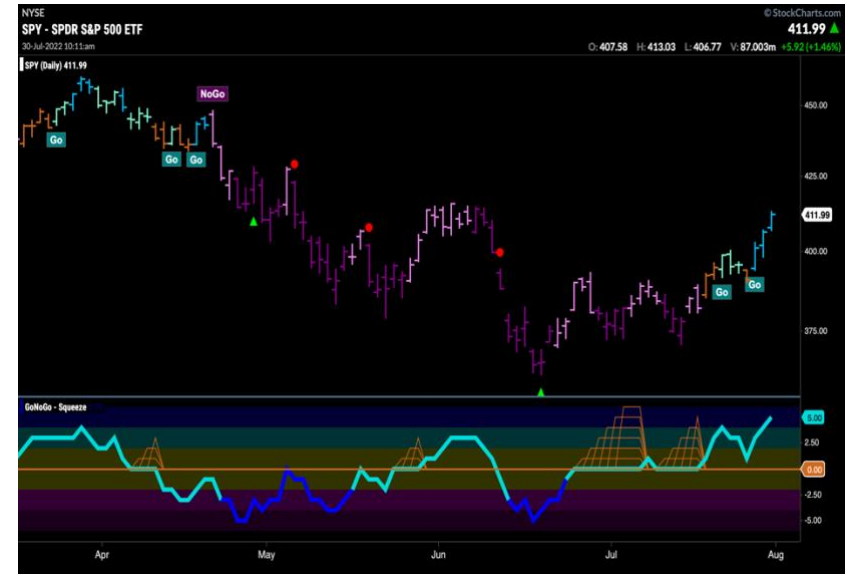 NYSE
© StockCharts.com
SPY - SPDR S&P 500 ETF
411.99
30-Jul-2022 10:11:am
O: 407.58 H: 413.03 L: 406.77 V: 87.003m +5.92 (+1.46%)
SPY (Daily) 411.99
NoGo
Go
Go
Go
Go
Go
450.00
425.00
411.99
400.00
375.00
GoNoGo - Squeeze
5.00
2.50
0.00
-2.50
-5.00
Apr
May
Jun
Jul
Aug